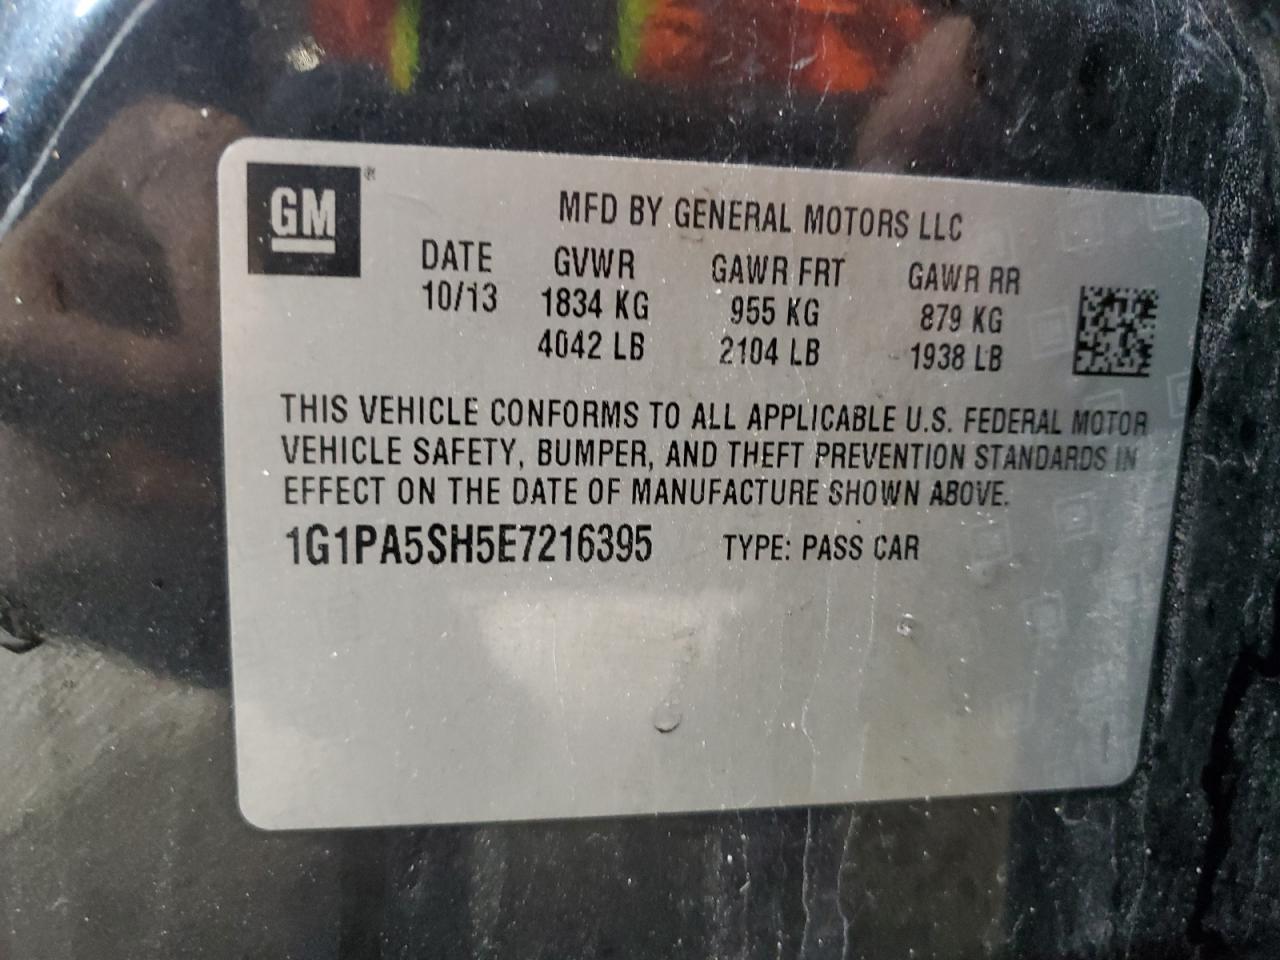 GM ®
MFD BY GENERAL MOTORS LLC
DATE GVWR GAWR FRT GAWR RR
10/13 1834 KG 955 KG 879 KG
4042 LB 2104 LB 1938 LB
THIS VEHICLE CONFORMS TO ALL APPLICABLE U.S. FEDERAL MOTOR
VEHICLE SAFETY, BUMPER, AND THEFT PREVENTION STANDARDS IN
EFFECT ON THE DATE OF MANUFACTURE SHOWN ABOVE.
1G1PA5SH5E7216395 TYPE: PASS CAR